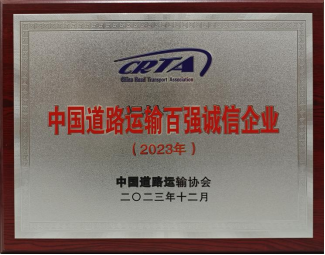 CRTA
China Road Transport Association
中国道路运输百强诚信企业
(2023年)
中国道路运输协会
二〇二三年十二月